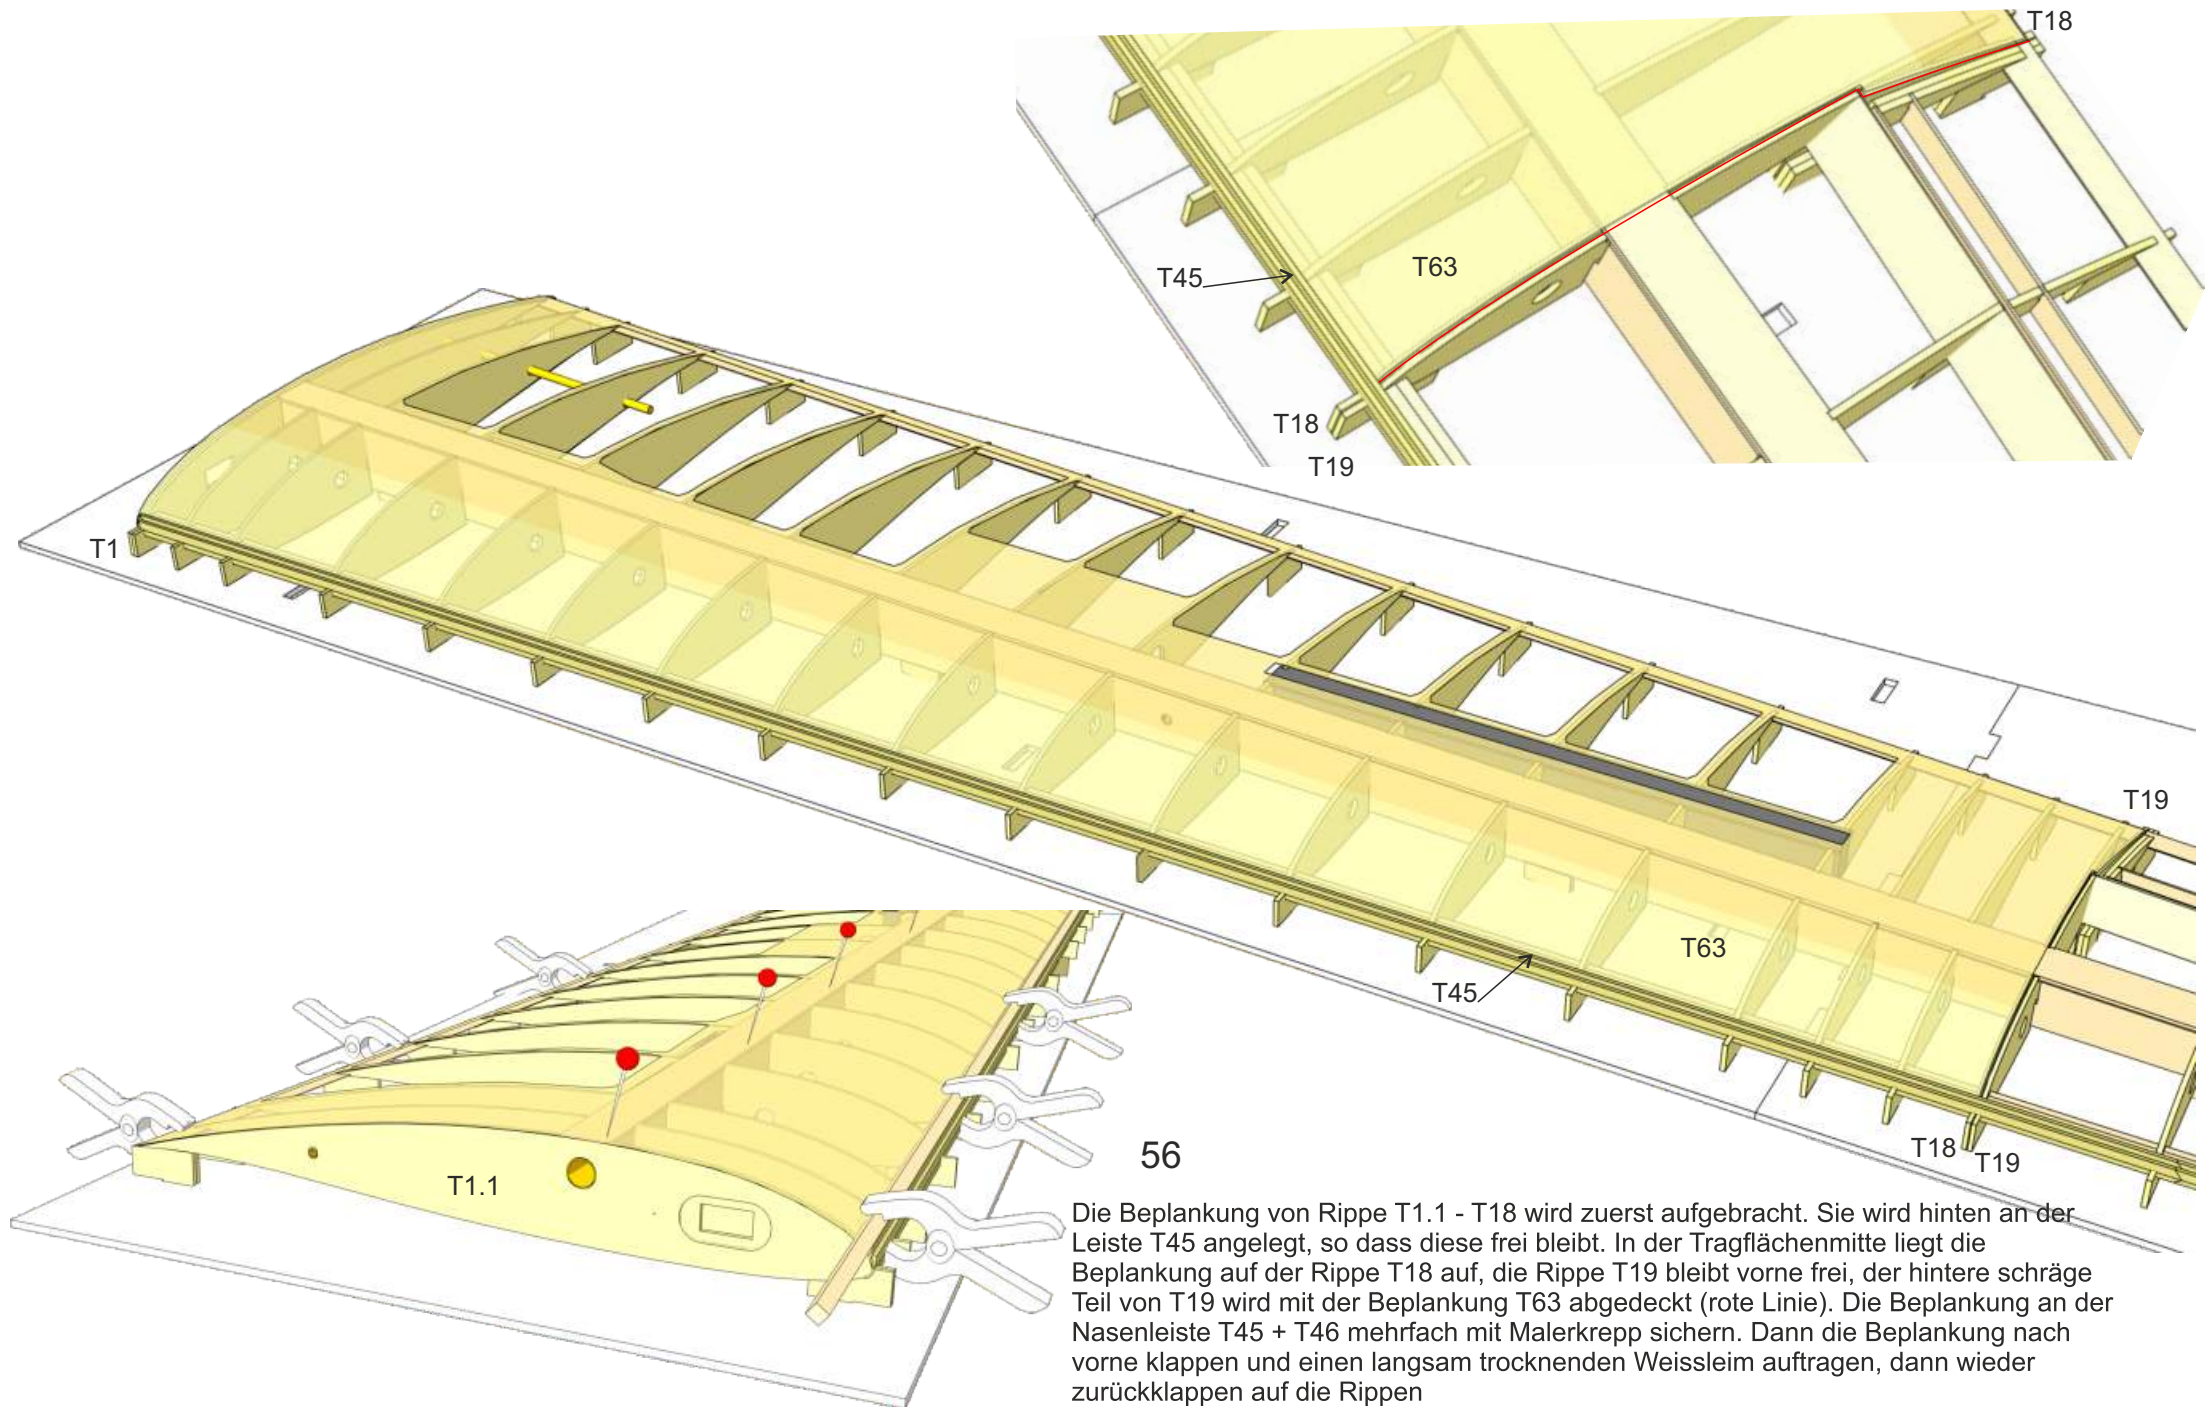 T18
T45
T63
T18
T19
T1
T19
T63
T45
T18
T19
T1.1
56
Die Beplankung von Rippe T1.1 - T18 wird zuerst aufgebracht. Sie wird hinten an der
Leiste T45 angelegt, so dass diese frei bleibt. In der Tragflächenmitte liegt die
Beplankung auf der Rippe T18 auf, die Rippe T19 bleibt vorne frei, der hintere schräge
Teil von T19 wird mit der Beplankung T63 abgedeckt (rote Linie). Die Beplankung an der
Nasenleiste T45 + T46 mehrfach mit Malerkrepp sichern. Dann die Beplankung nach
vorne klappen und einen langsam trocknenden Weissleim auftragen, dann wieder
zurückklappen auf die Rippen